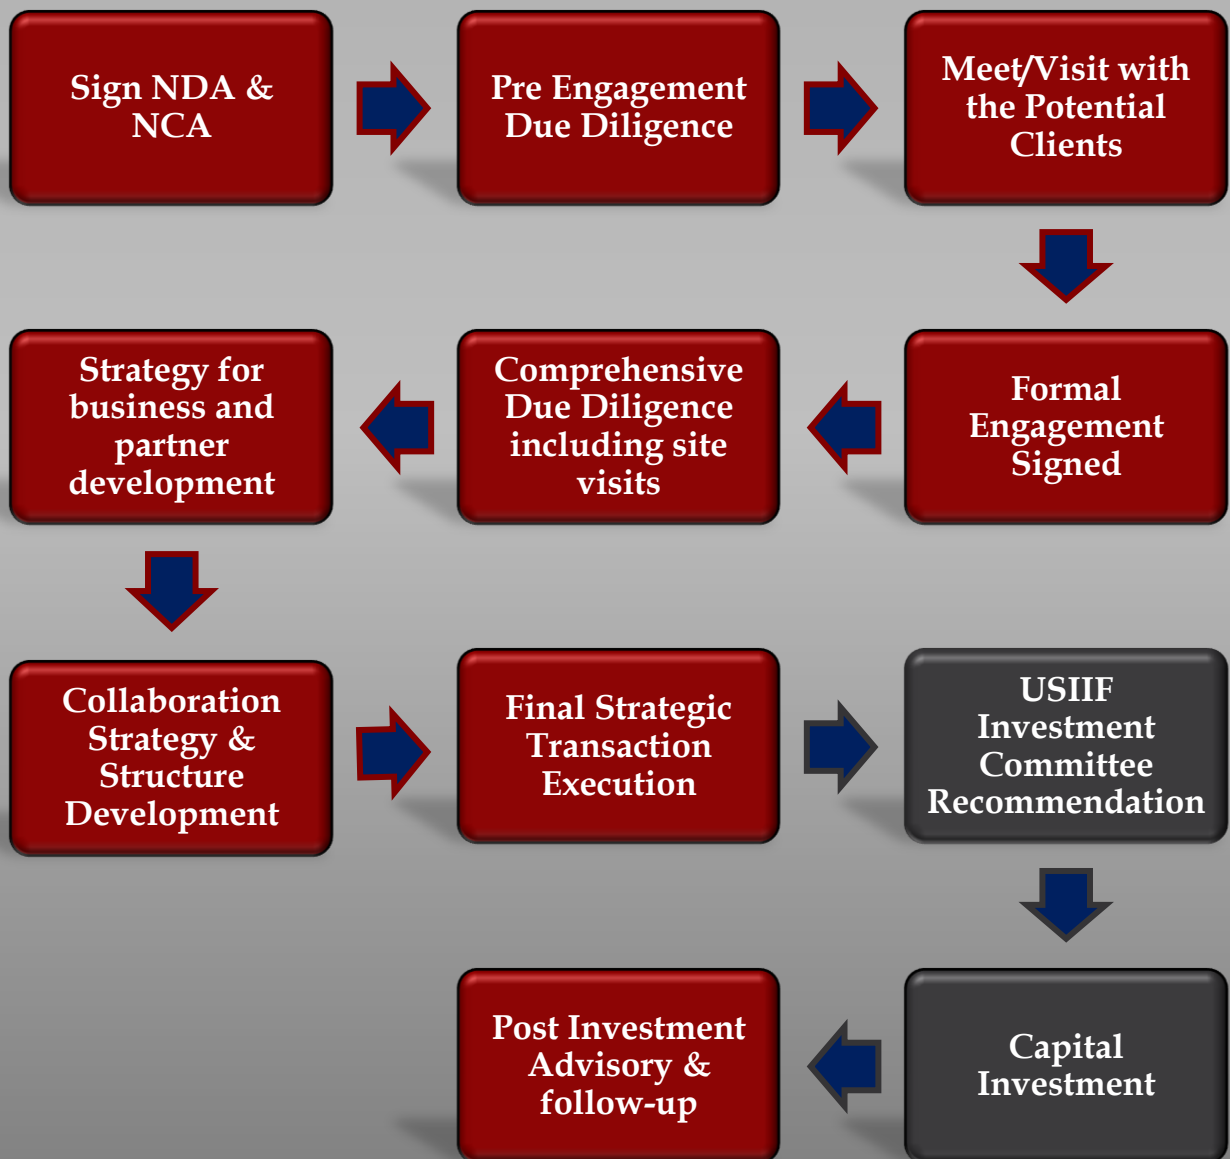 Sign NDA &
NCA
Pre Engagement
Due Diligence
Meet/Visit with
the Potential
Clients
Formal
Engagement
Signed
Comprehensive
Due Diligence
including site
visits
Strategy for
business and
partner
development
Collaboration
Strategy &
Structure
Development
Final Strategic
Transaction
Execution
USIIF
Investment
Committee
Recommendation
Capital
Investment
Post Investment
Advisory &
follow-up